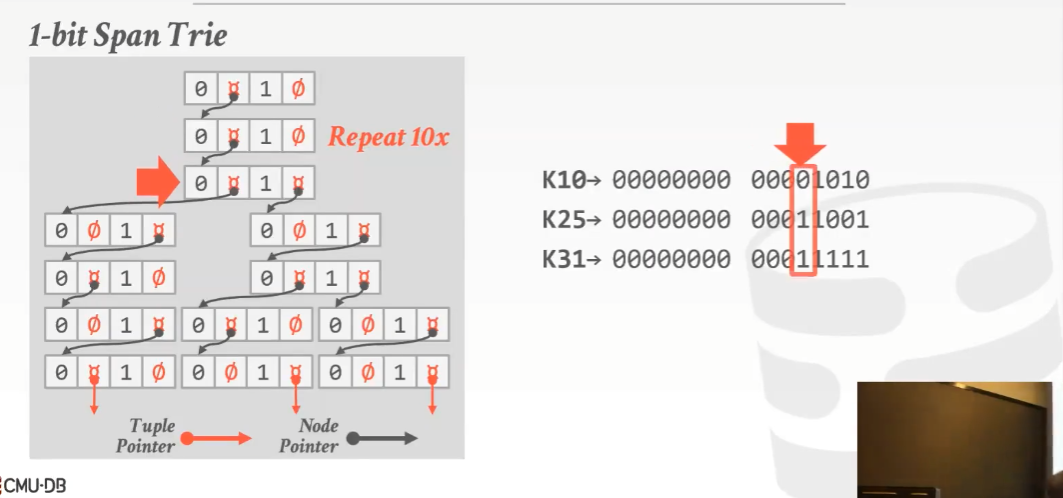 1-bit Span Trie
0 ¤ 1 Ø
0 ¤ 1 Ø
Repeat 10x
0 ¤ 1 ¤
0 Ø 1 ¤
0 Ø 1 ¤
0 ¤ 1 Ø
0 ¤ 1 ¤
0 Ø 1 ¤
0 ¤ 1 Ø
0 Ø 1 ¤
0 ¤ 1 Ø
0 Ø 1 ¤
0 Ø 1 ¤
Tuple
Pointer
Node
Pointer
K10→ 00000000 00001010
K25→ 00000000 00011001
K31→ 00000000 00011111
CMU·DB